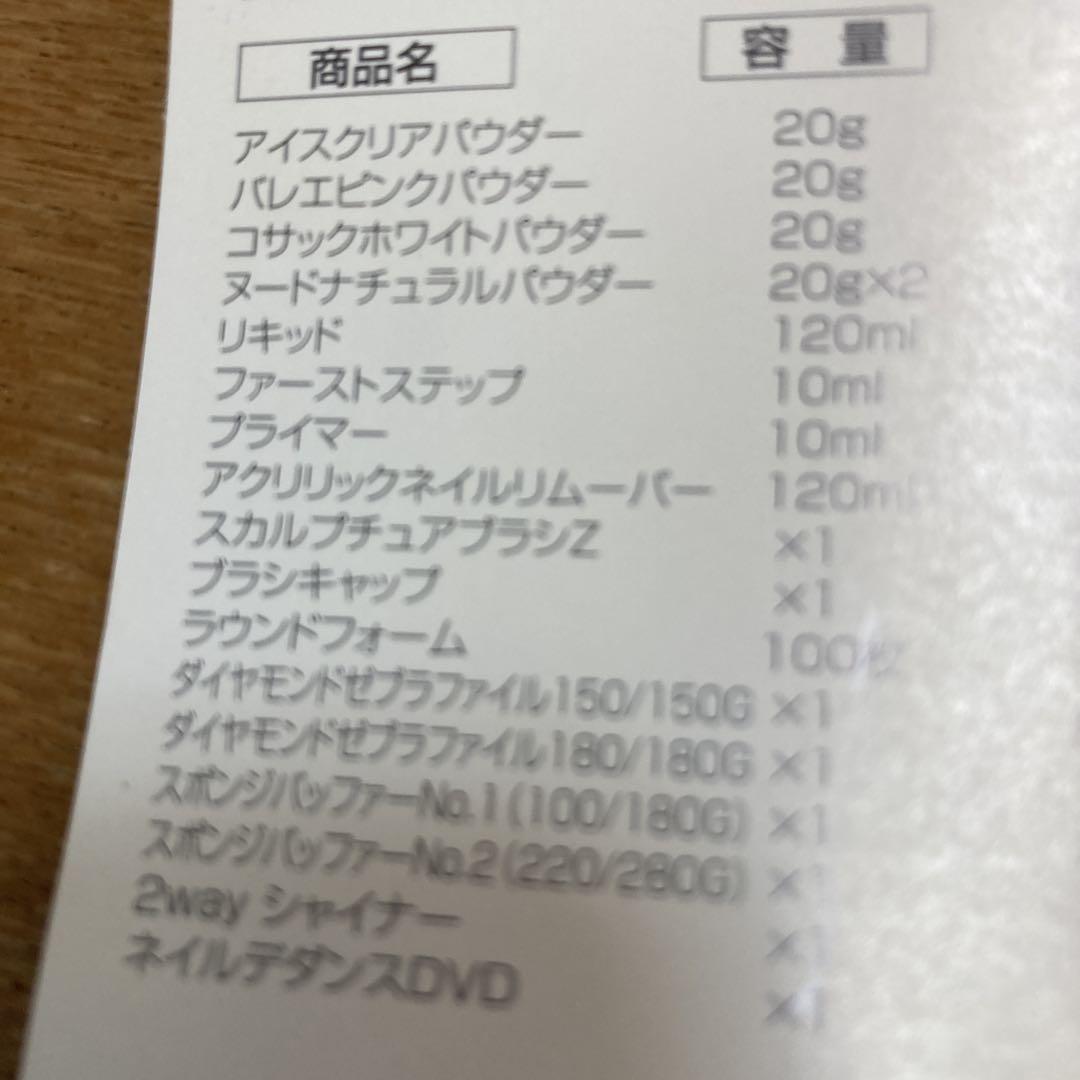 商品名 容量
アイスクリアパウダー 20g
バレエピンクパウダー 20g
コサックホワイトパウダー 20g
ヌードナチュラルパウダー 20g×2
リキッド 120ml
ファーストステップ 10ml
プライマー 10ml
アクリリックネイルリムーバー 120ml
スカルプチュアブラシZ ×1
ブラシキャップ ×1
ラウンドフォーム 100枚
ダイヤモンドゼブラファイル150/150G ×1
ダイヤモンドゼブラファイル180/180G ×1
スポンジバッファーNo.1(100/180G) ×1
スポンジバッファーNo.2(220/280G) ×1
2way シャイナー ×1
ネイルデダンスDVD ×1